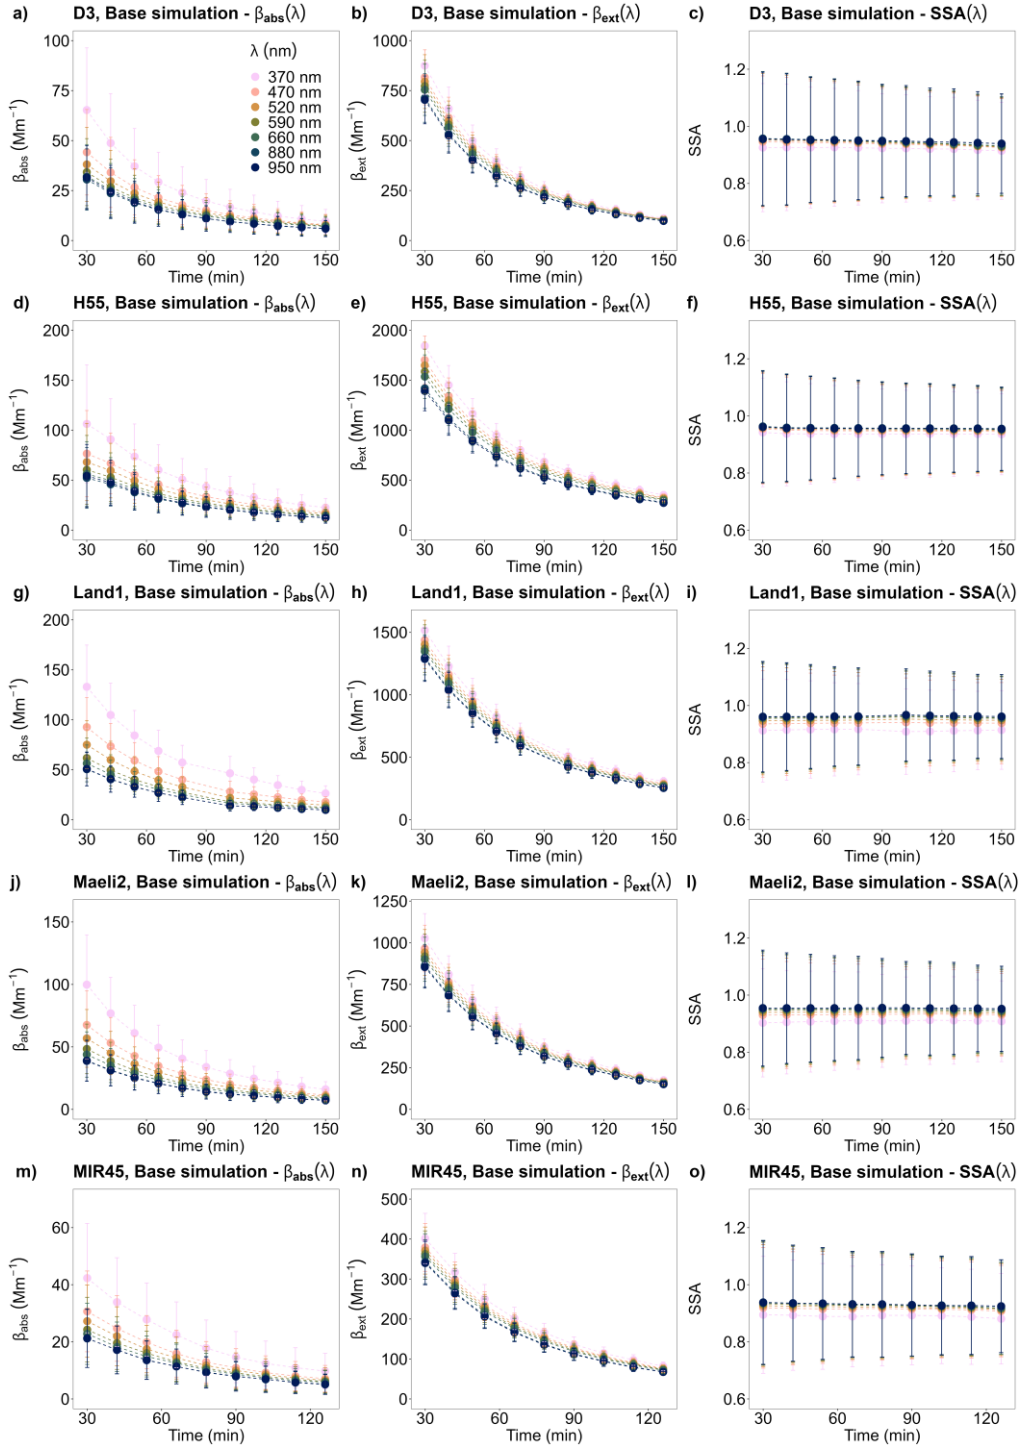 a) D3, Base simulation - βabs(λ)
100
75
50
25
0
βabs (Mm−1)
λ (nm)
370 nm
470 nm
520 nm
590 nm
660 nm
880 nm
950 nm
30 60 90 120 150
Time (min)
b) D3, Base simulation - βext(λ)
1000
750
500
250
0
βext (Mm−1)
30 60 90 120 150
Time (min)
c) D3, Base simulation - SSA(λ)
1.2
1.0
0.8
0.6
SSA
30 60 90 120 150
Time (min)
d) H55, Base simulation - βabs(λ)
200
150
100
50
0
βabs (Mm−1)
30 60 90 120 150
Time (min)
e) H55, Base simulation - βext(λ)
2000
1500
1000
500
0
βext (Mm−1)
30 60 90 120 150
Time (min)
f) H55, Base simulation - SSA(λ)
1.2
1.0
0.8
0.6
SSA
30 60 90 120 150
Time (min)
g) Land1, Base simulation - βabs(λ)
200
150
100
50
0
βabs (Mm−1)
30 60 90 120 150
Time (min)
h) Land1, Base simulation - βext(λ)
1500
1000
500
0
βext (Mm−1)
30 60 90 120 150
Time (min)
i) Land1, Base simulation - SSA(λ)
1.2
1.0
0.8
0.6
SSA
30 60 90 120 150
Time (min)
j) Maeli2, Base simulation - βabs(λ)
150
100
50
0
βabs (Mm−1)
30 60 90 120 150
Time (min)
k) Maeli2, Base simulation - βext(λ)
1250
1000
750
500
250
0
βext (Mm−1)
30 60 90 120 150
Time (min)
l) Maeli2, Base simulation - SSA(λ)
1.2
1.0
0.8
0.6
SSA
30 60 90 120 150
Time (min)
m) MIR45, Base simulation - βabs(λ)
60
40
20
0
βabs (Mm−1)
30 60 90 120
Time (min)
n) MIR45, Base simulation - βext(λ)
500
400
300
200
100
0
βext (Mm−1)
30 60 90 120
Time (min)
o) MIR45, Base simulation - SSA(λ)
1.2
1.0
0.8
0.6
SSA
30 60 90 120
Time (min)